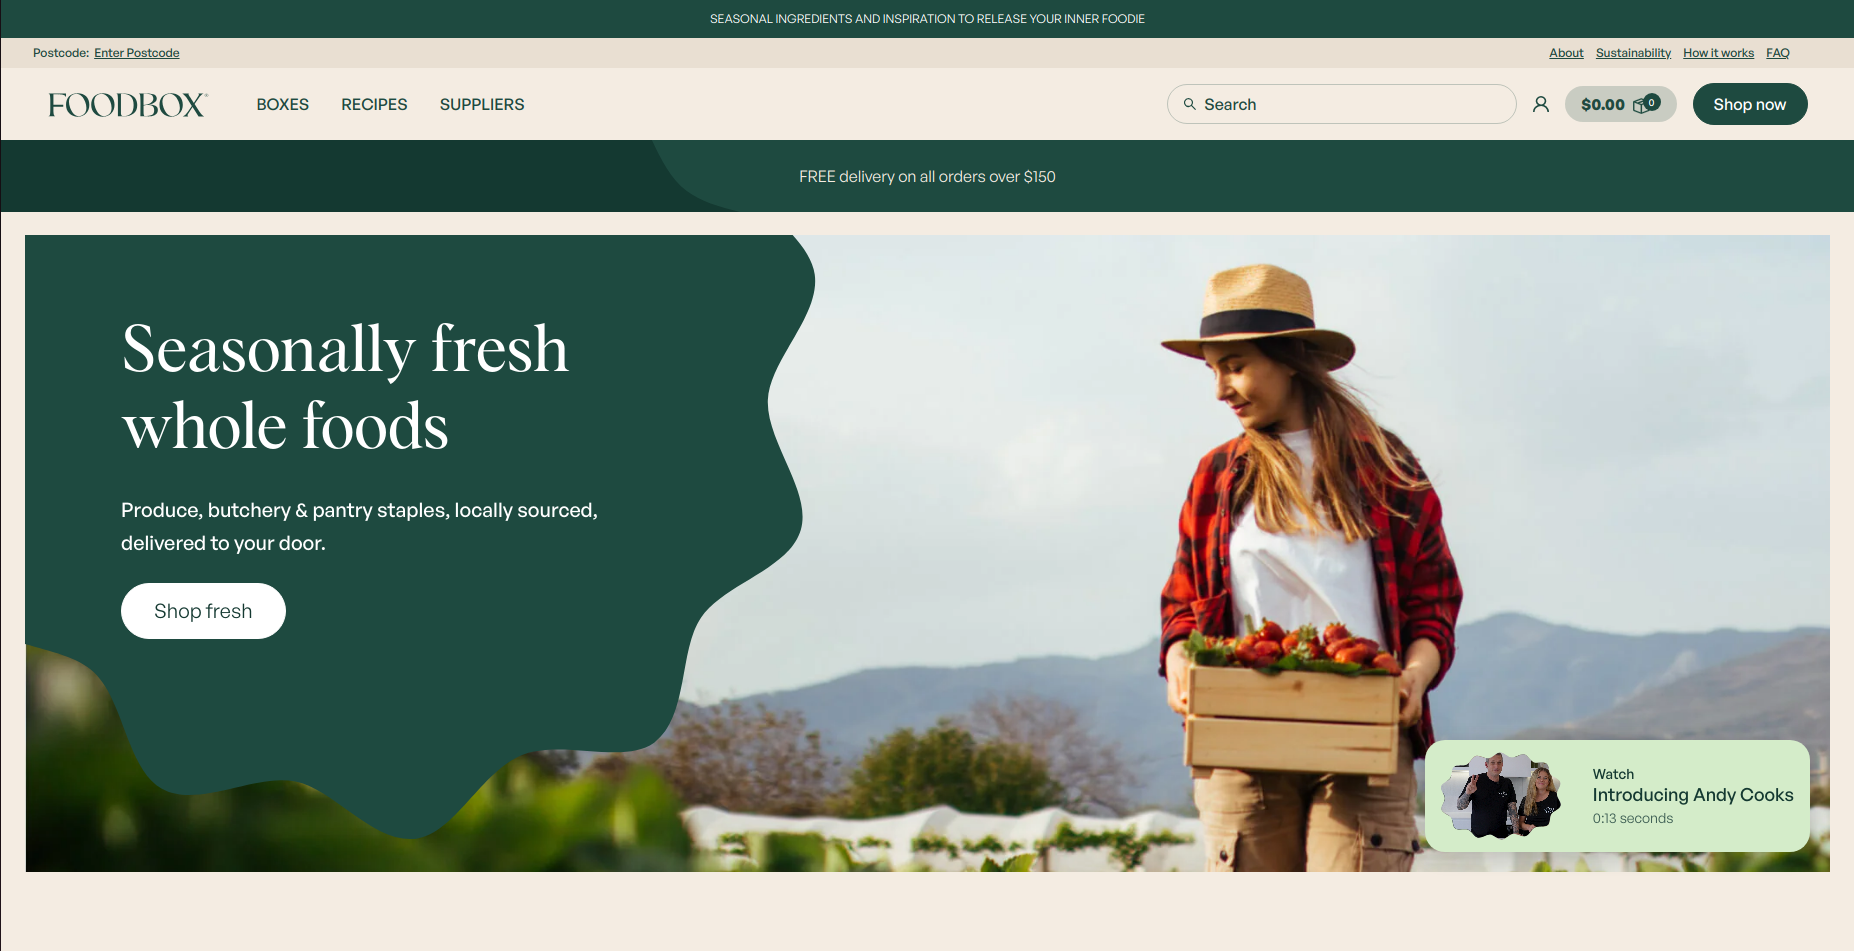 SEASONAL INGREDIENTS AND INSPIRATION TO RELEASE YOUR INNER FOODIE
Postcode: Enter Postcode
About Sustainability How it works FAQ
FOODBOX®
BOXES RECIPES SUPPLIERS
Search
$0.00 0
Shop now
FREE delivery on all orders over $150
Seasonally fresh
whole foods
Produce, butchery & pantry staples, locally sourced,
delivered to your door.
Shop fresh
Watch
Introducing Andy Cooks
0:13 seconds